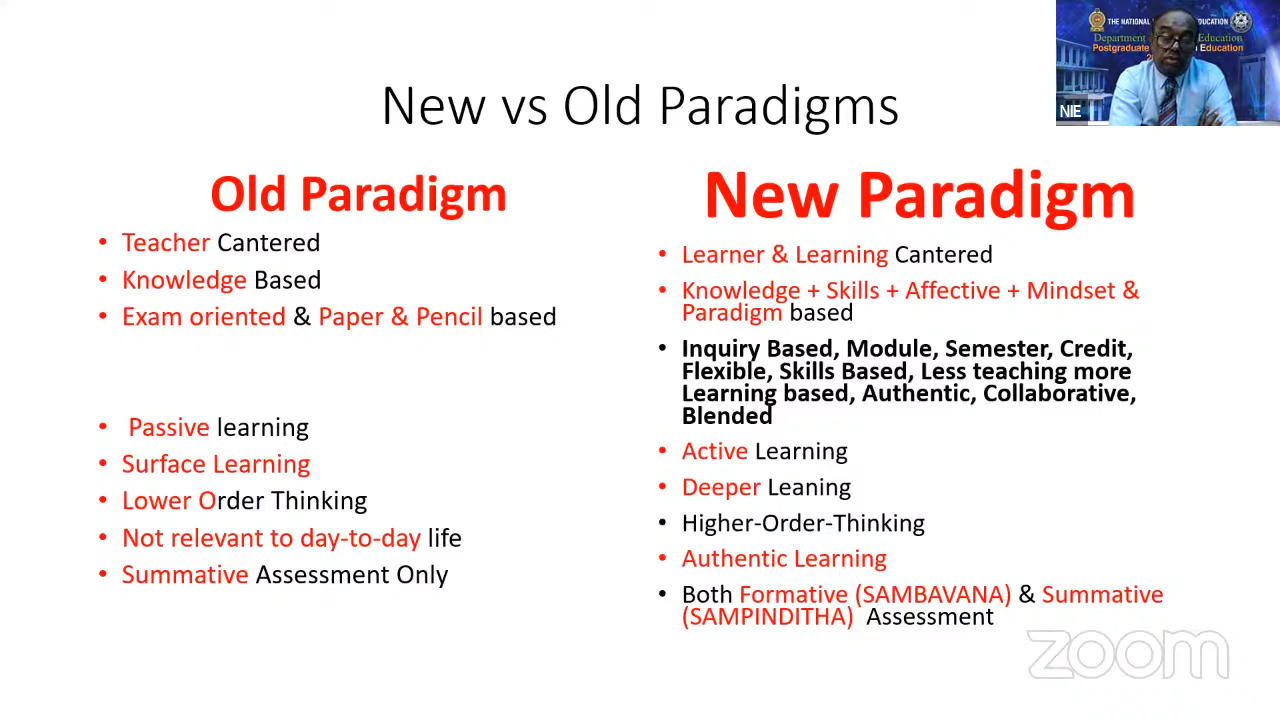 New vs Old Paradigms
Old Paradigm
• Teacher Cantered
• Knowledge Based
• Exam oriented & Paper & Pencil based
• Passive learning
• Surface Learning
• Lower Order Thinking
• Not relevant to day-to-day life
• Summative Assessment Only
New Paradigm
• Learner & Learning Cantered
• Knowledge + Skills + Affective + Mindset &
Paradigm based
• Inquiry Based, Module, Semester, Credit,
Flexible, Skills Based, Less teaching more
Learning based, Authentic, Collaborative,
Blended
• Active Learning
• Deeper Leaning
• Higher-Order-Thinking
• Authentic Learning
• Both Formative (SAMBAVANA) & Summative
(SAMPINDITHA) Assessment
THE NATIONAL EDUCATION
Department Education
Postgraduate Education
NIE
zoom